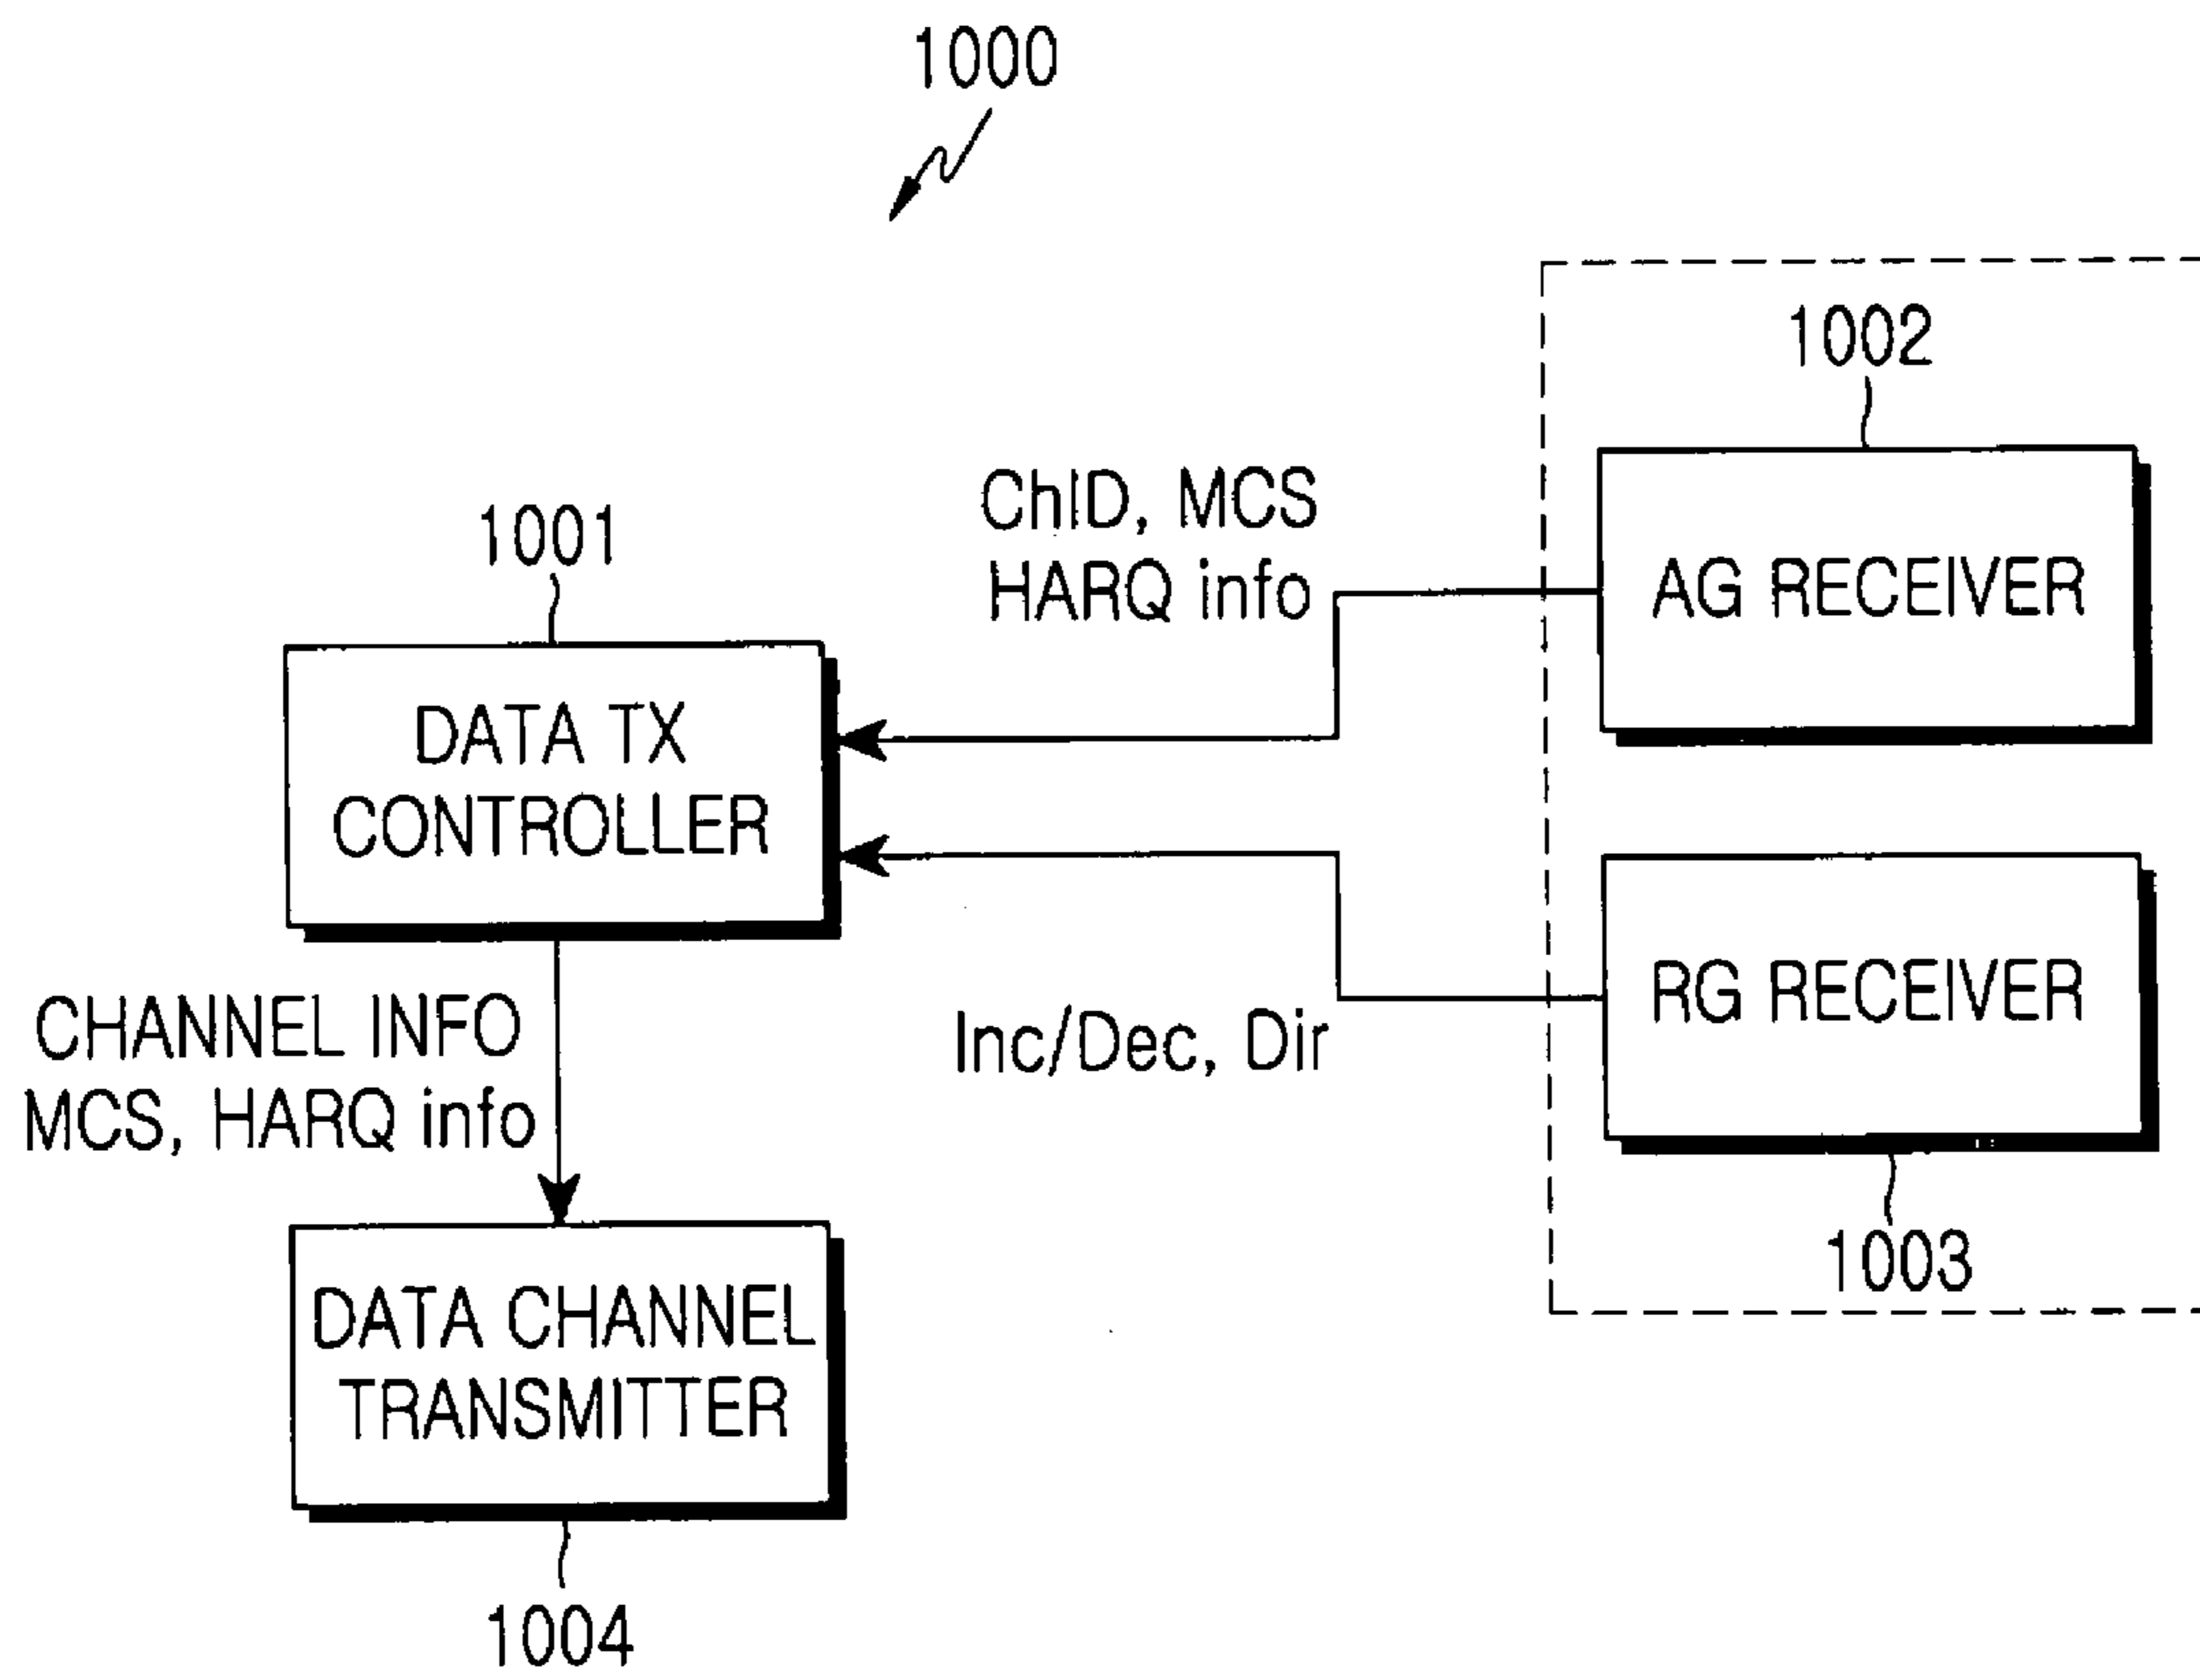 1000
1002
ChID, MCS
HARQ info
AG RECEIVER
1001
DATA TX
CONTROLLER
RG RECEIVER
Inc/Dec, Dir
CHANNEL INFO
MCS, HARQ info
1003
DATA CHANNEL
TRANSMITTER
1004